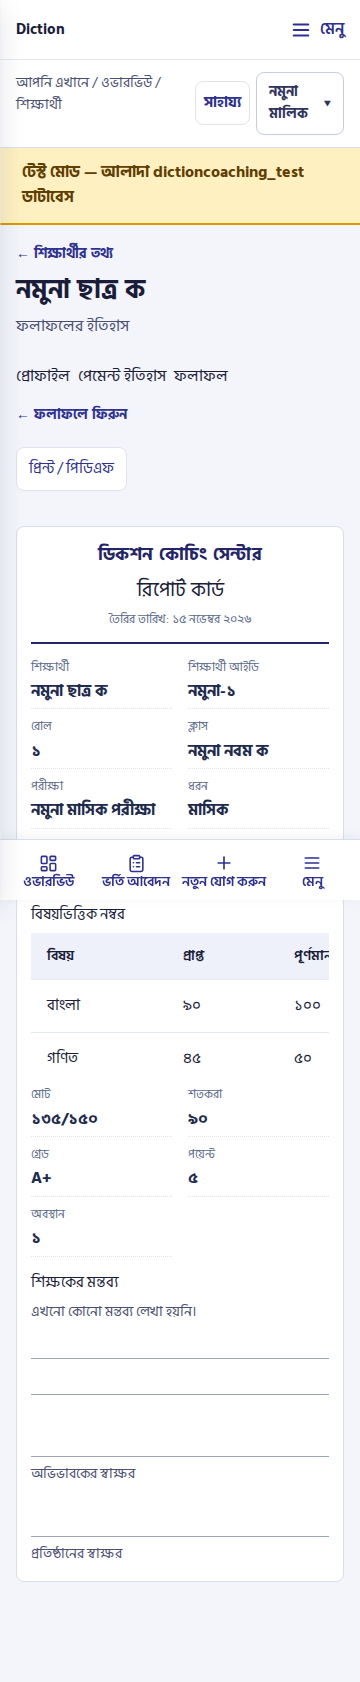 Diction
মেনু
আপনি এখানে / ওভারভিউ /
শিক্ষার্থী
সাহায্য
নমুনা
মালিক
টেস্ট মোড — আলাদা dictioncoaching_test
ডাটাবেস
← শিক্ষার্থীর তথ্য
নমুনা ছাত্র ক
ফলাফলের ইতিহাস
প্রোফাইল পেমেন্ট ইতিহাস ফলাফল
← ফলাফলে ফিরুন
প্রিন্ট / পিডিএফ
ডিকশন কোচিং সেন্টার
রিপোর্ট কার্ড
তৈরির তারিখ: ১৫ নভেম্বর ২০২৬
শিক্ষার্থী শিক্ষার্থী আইডি
নমুনা ছাত্র ক নমুনা-১
রোল ক্লাস
১ নমুনা নবম ক
পরীক্ষা ধরন
নমুনা মাসিক পরীক্ষা মাসিক
ওভারভিউ ভর্তি আবেদন নতুন যোগ করুন মেনু
বিষয়ভিত্তিক নম্বর
বিষয় প্রাপ্ত পূর্ণমান
বাংলা ৯০ ১০০
গণিত ৪৫ ৫০
মোট শতকরা
১৩৫/১৫০ ৯০
গ্রেড পয়েন্ট
A+ ৫
অবস্থান
১
শিক্ষকের মন্তব্য
এখনো কোনো মন্তব্য লেখা হয়নি।
অভিভাবকের স্বাক্ষর
প্রতিষ্ঠানের স্বাক্ষর